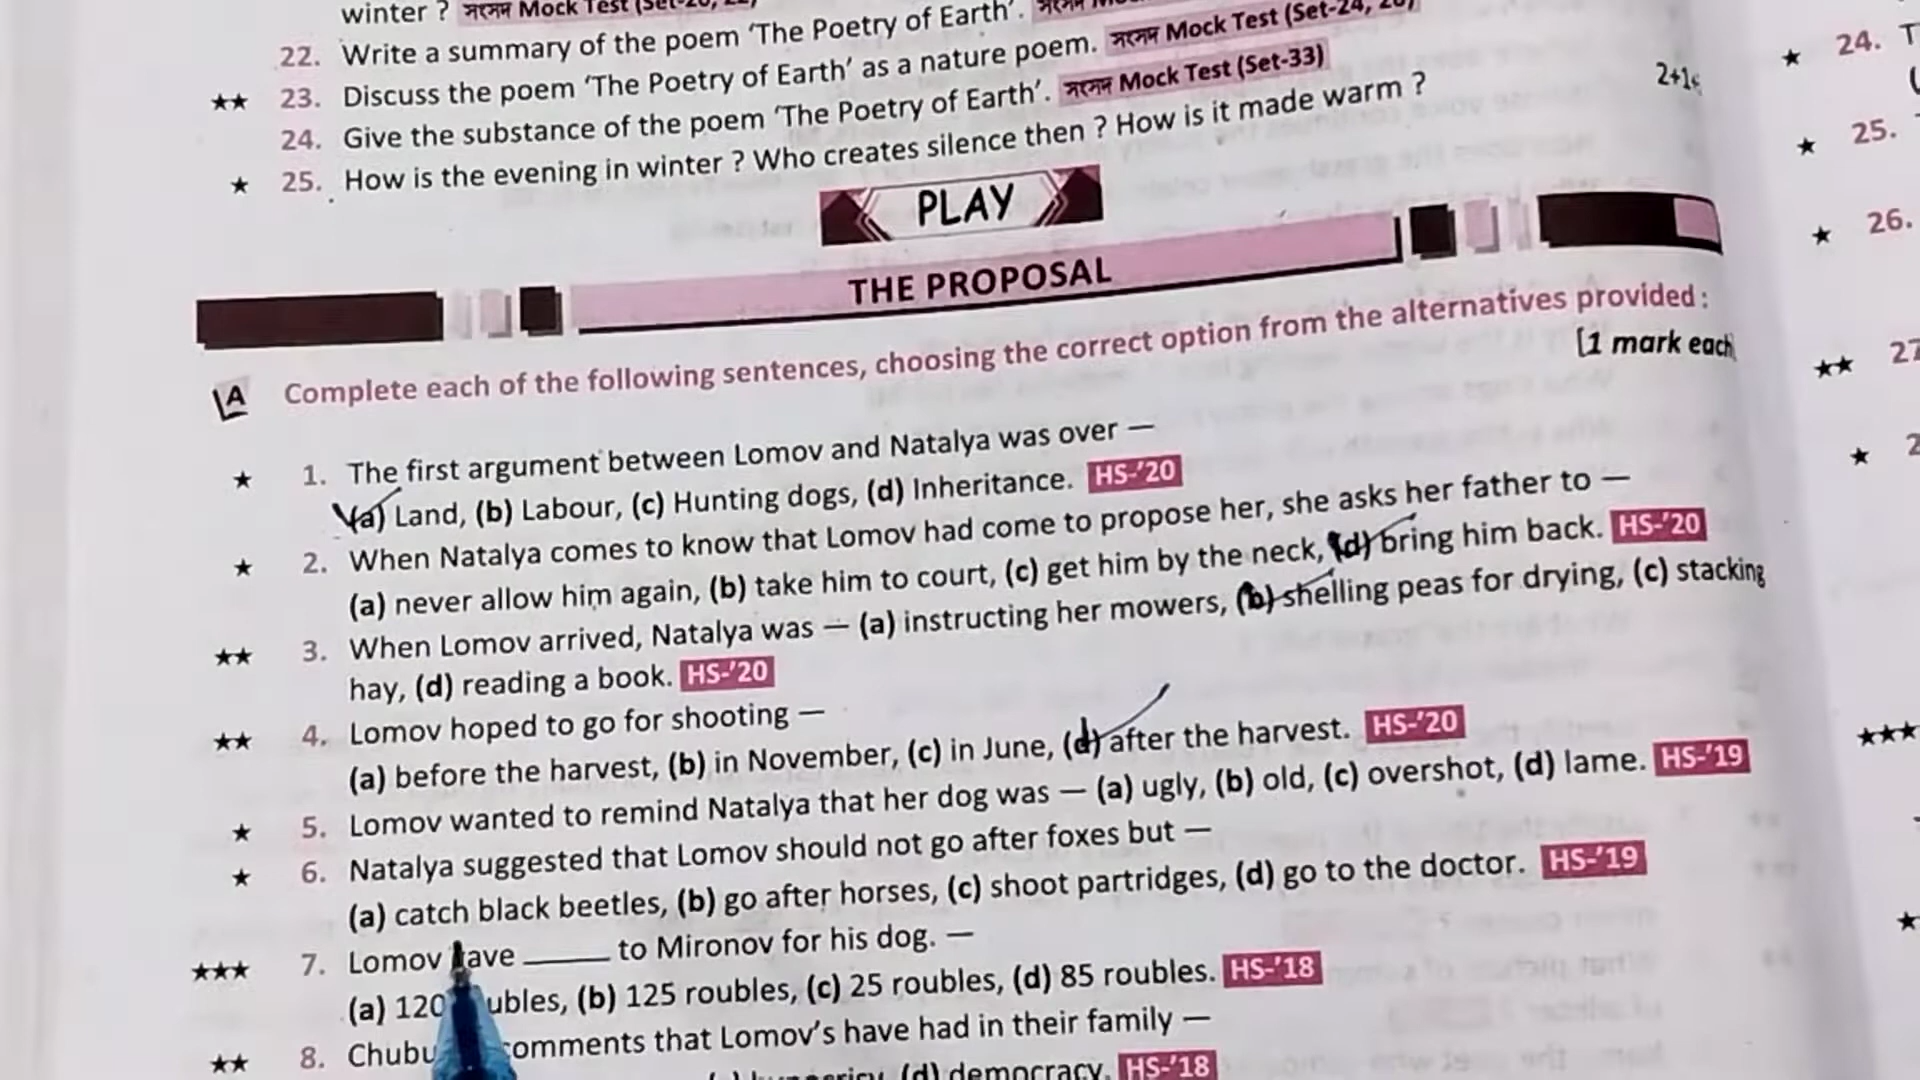 winter ? সংসদ Mock Test (Set-20, 22)
22. Write a summary of the poem ‘The Poetry of Earth’. সংসদ
★★ 23. Discuss the poem ‘The Poetry of Earth’ as a nature poem. সংসদ Mock Test (Set-24, 26)
24. Give the substance of the poem ‘The Poetry of Earth’. সংসদ Mock Test (Set-33)
★ 25. How is the evening in winter ? Who creates silence then ? How is it made warm ? 2+1
PLAY
THE PROPOSAL
A Complete each of the following sentences, choosing the correct option from the alternatives provided :
[1 mark each
★ 1. The first argument between Lomov and Natalya was over —
(a) Land, (b) Labour, (c) Hunting dogs, (d) Inheritance. HS-’20
★ 2. When Natalya comes to know that Lomov had come to propose her, she asks her father to —
(a) never allow him again, (b) take him to court, (c) get him by the neck, (d) bring him back. HS-’20
★★ 3. When Lomov arrived, Natalya was — (a) instructing her mowers, (b) shelling peas for drying, (c) stacking
hay, (d) reading a book. HS-’20
★★ 4. Lomov hoped to go for shooting —
(a) before the harvest, (b) in November, (c) in June, (d) after the harvest. HS-’20
★ 5. Lomov wanted to remind Natalya that her dog was — (a) ugly, (b) old, (c) overshot, (d) lame. HS-’19
★ 6. Natalya suggested that Lomov should not go after foxes but —
(a) catch black beetles, (b) go after horses, (c) shoot partridges, (d) go to the doctor. HS-’19
★★★ 7. Lomov ____ to Mironov for his dog. —
(a) 120 (b) 125 roubles, (c) 25 roubles, (d) 85 roubles. HS-’18
★★ 8. comments that Lomov’s have had in their family —
(d) democracy. HS-’18
★ 24.
★ 25.
★ 26.
★★ 27
★
★★★
★